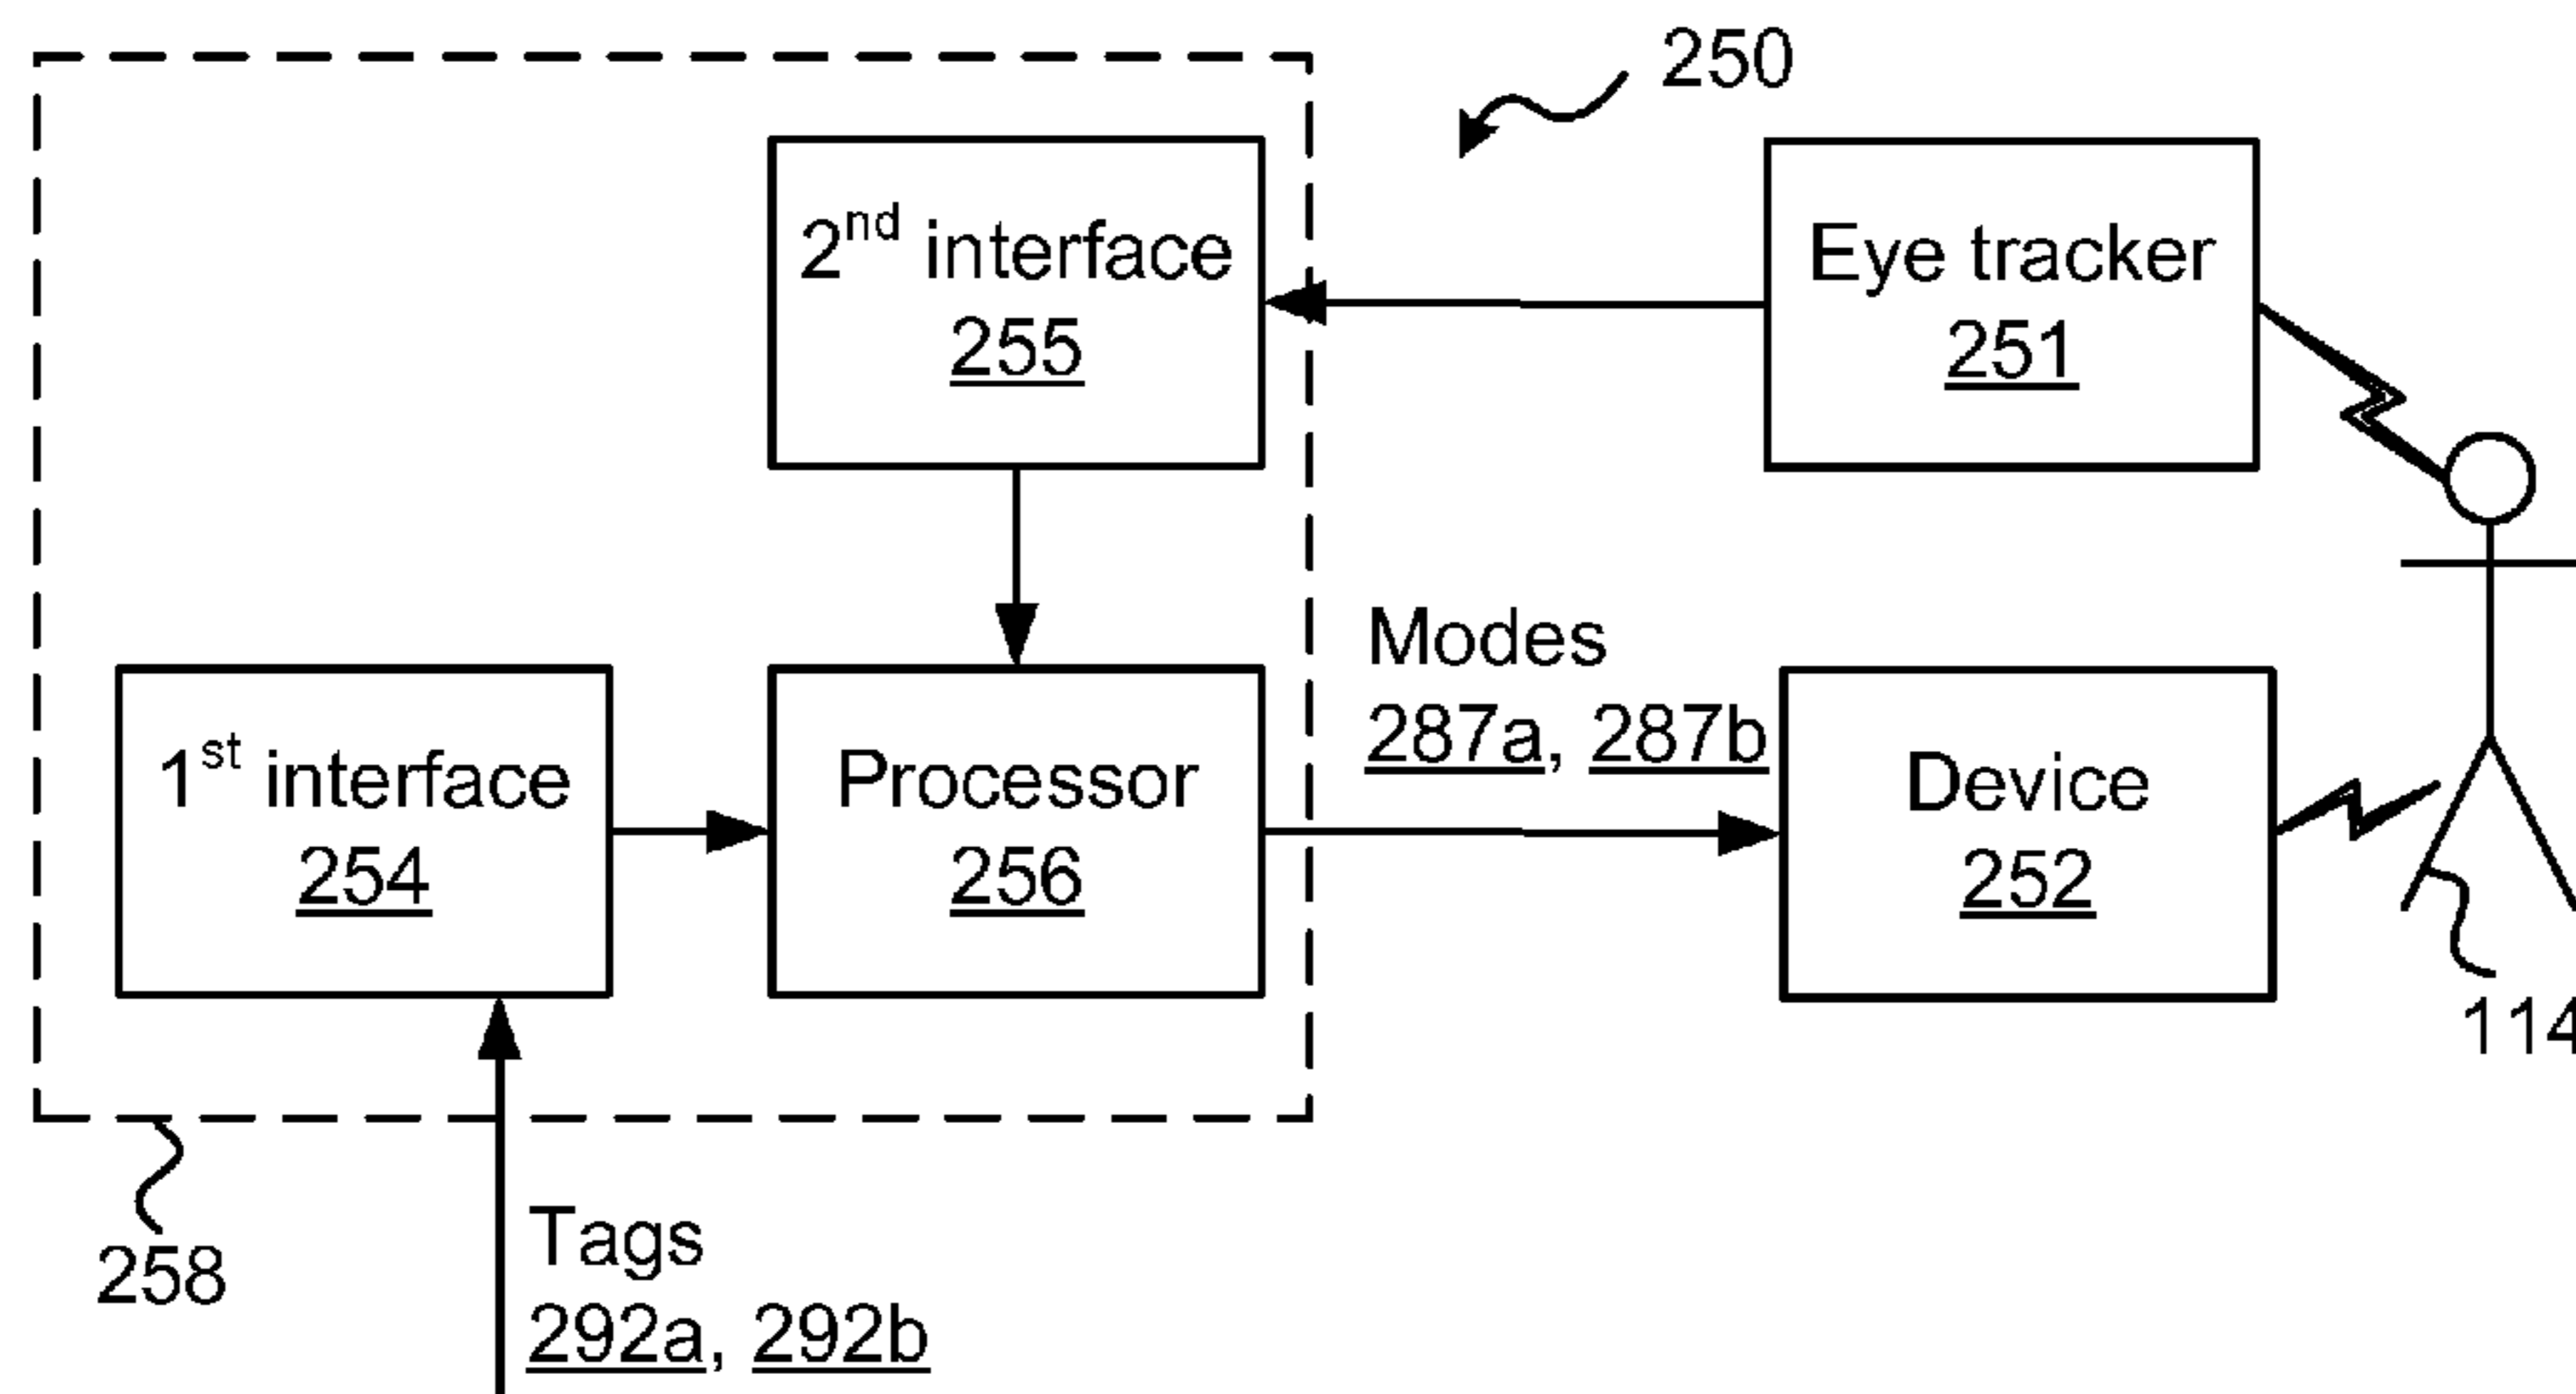 250
2nd interface
255
Eye tracker
251
Modes
287a, 287b
1st interface
254
Processor
256
Device
252
114
258
Tags
292a, 292b